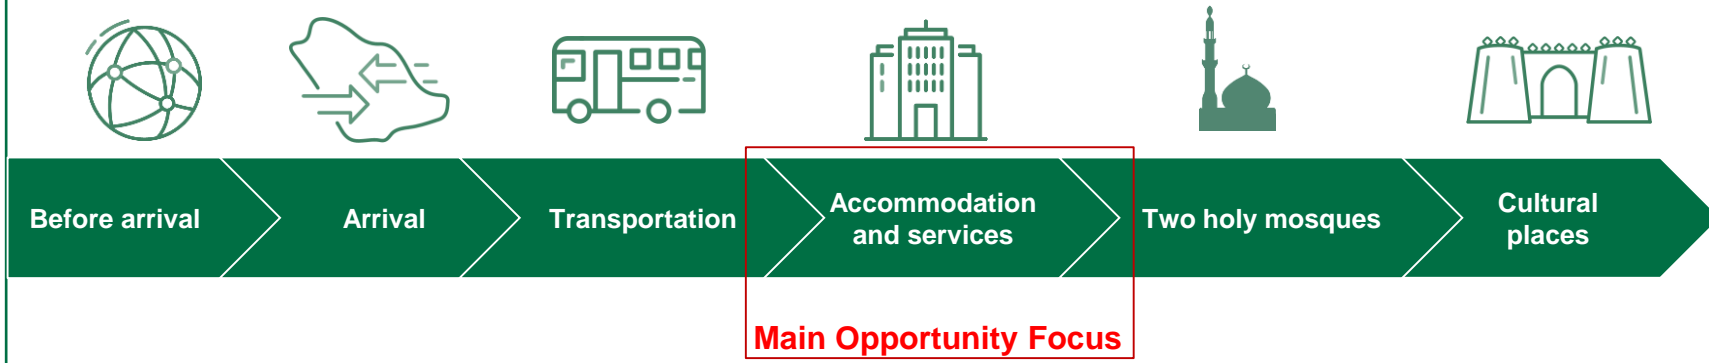 Before arrival
Arrival
Transportation
Accommodation
and services
Two holy mosques
Cultural
places
Main Opportunity Focus